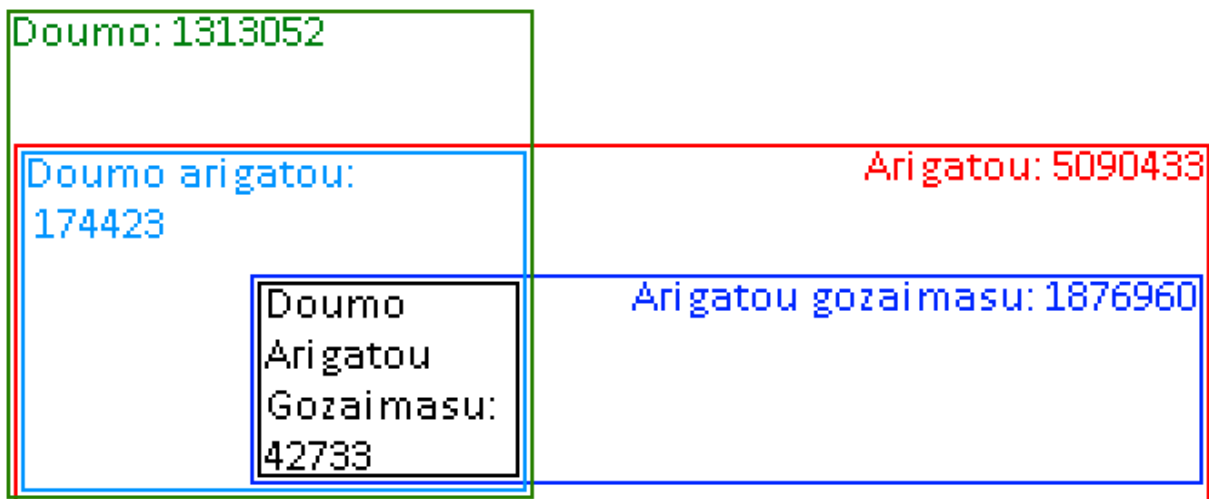 Doumo: 1313052
Arigatou: 5090433
Doumo arigatou:
174423
Arigatou gozaimasu: 1876960
Doumo
Arigatou
Gozaimasu:
42733